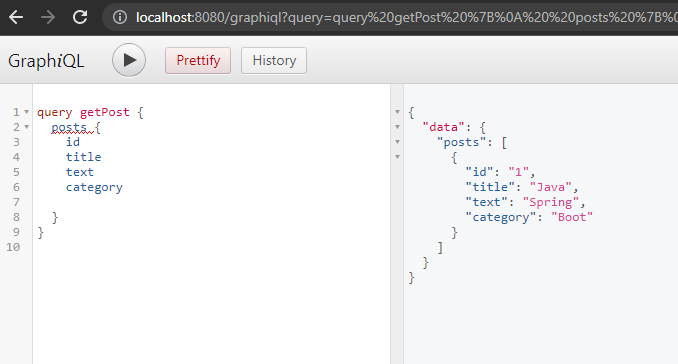 localhost:8080/graphiql?query=query%20getPost%20%7B%0A%20%20posts%20%7B%0
GraphiQL Prettify History
1 query getPost {
2 posts {
3 id
4 title
5 text
6 category
7
8 }
9 }
10
{
"data": {
"posts": [
{
"id": "1",
"title": "Java",
"text": "Spring",
"category": "Boot"
}
]
}
}